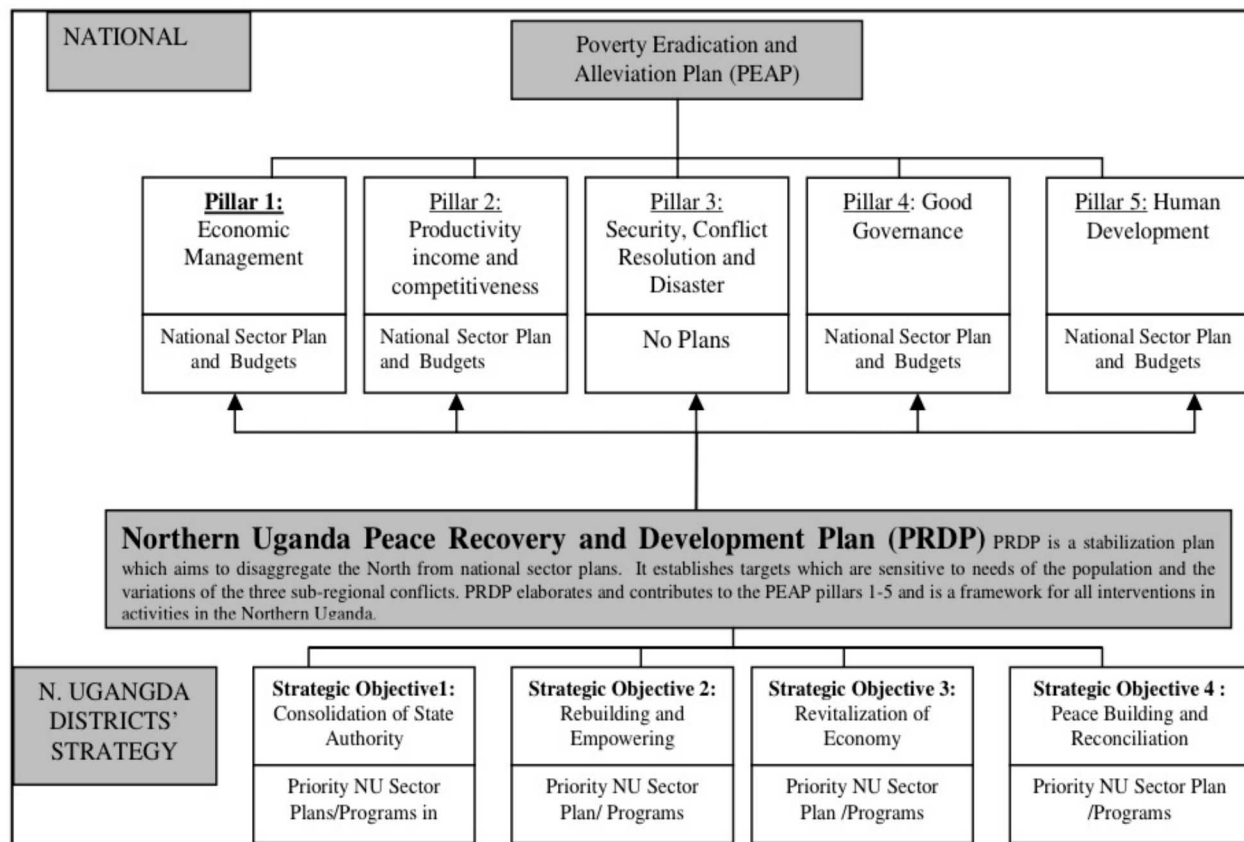 NATIONAL
Poverty Eradication and
Alleviation Plan (PEAP)
Pillar 1:
Economic
Management
National Sector Plan
and Budgets
Pillar 2:
Productivity
income and
competitiveness
National Sector Plan
and Budgets
Pillar 3:
Security, Conflict
Resolution and
Disaster
No Plans
Pillar 4: Good
Governance
National Sector Plan
and Budgets
Pillar 5: Human
Development
National Sector Plan
and Budgets
Northern Uganda Peace Recovery and Development Plan (PRDP) PRDP is a stabilization plan
which aims to disaggregate the North from national sector plans. It establishes targets which are sensitive to needs of the population and the
variations of the three sub-regional conflicts. PRDP elaborates and contributes to the PEAP pillars 1-5 and is a framework for all interventions in
activities in the Northern Uganda.
N. UGANGDA
DISTRICTS'
STRATEGY
Strategic Objective1:
Consolidation of State
Authority
Priority NU Sector
Plans/Programs in
Strategic Objective 2:
Rebuilding and
Empowering
Priority NU Sector
Plan/ Programs
Strategic Objective 3:
Revitalization of
Economy
Priority NU Sector
Plan /Programs
Strategic Objective 4 :
Peace Building and
Reconciliation
Priority NU Sector Plan
/Programs